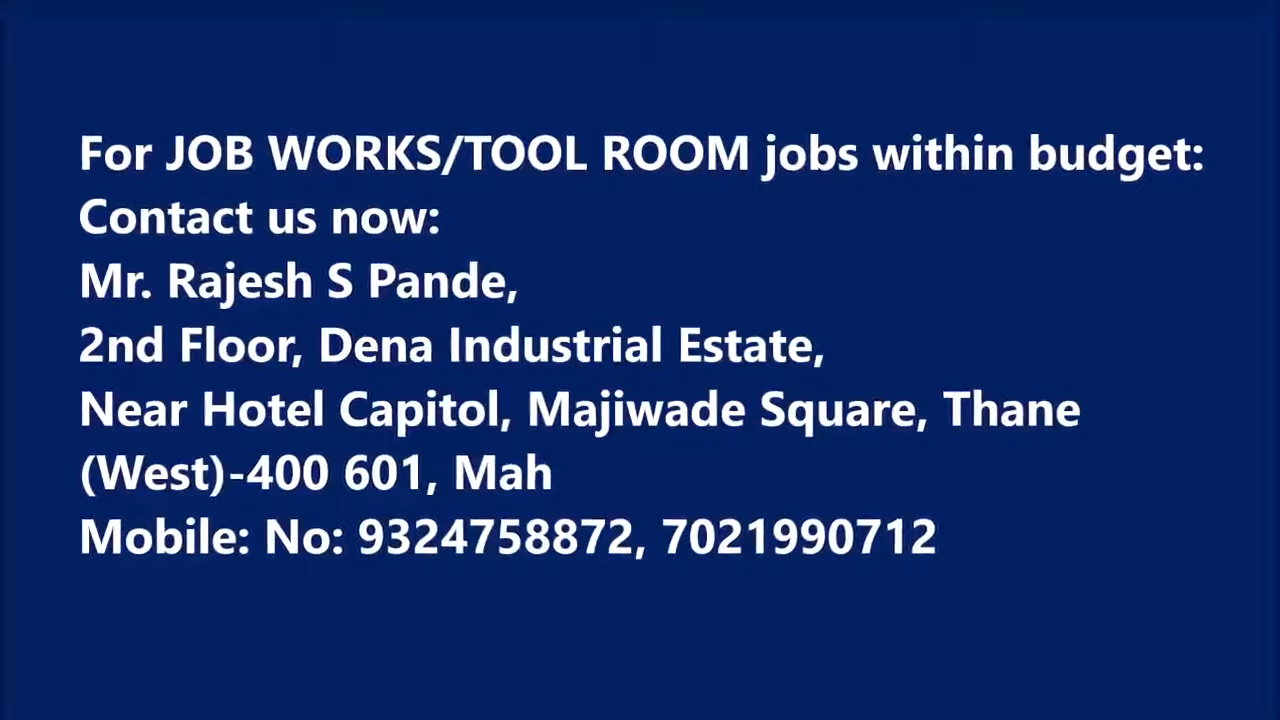 For JOB WORKS/TOOL ROOM jobs within budget:
Contact us now:
Mr. Rajesh S Pande,
2nd Floor, Dena Industrial Estate,
Near Hotel Capitol, Majiwade Square, Thane
(West)-400 601, Mah
Mobile: No: 9324758872, 7021990712